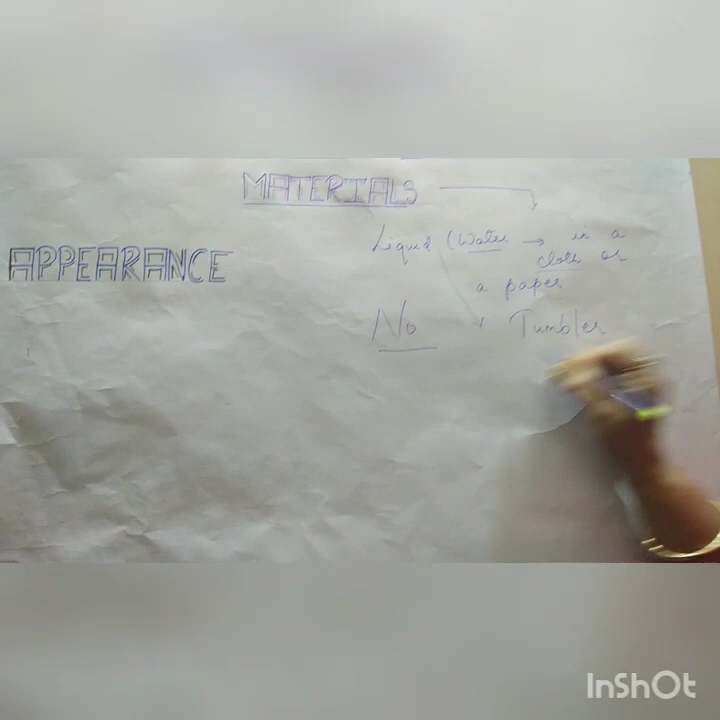 MATERIALS
APPEARANCE
Liquid (Water → in a
cloth or
a paper
No
Tumbler
InShOt